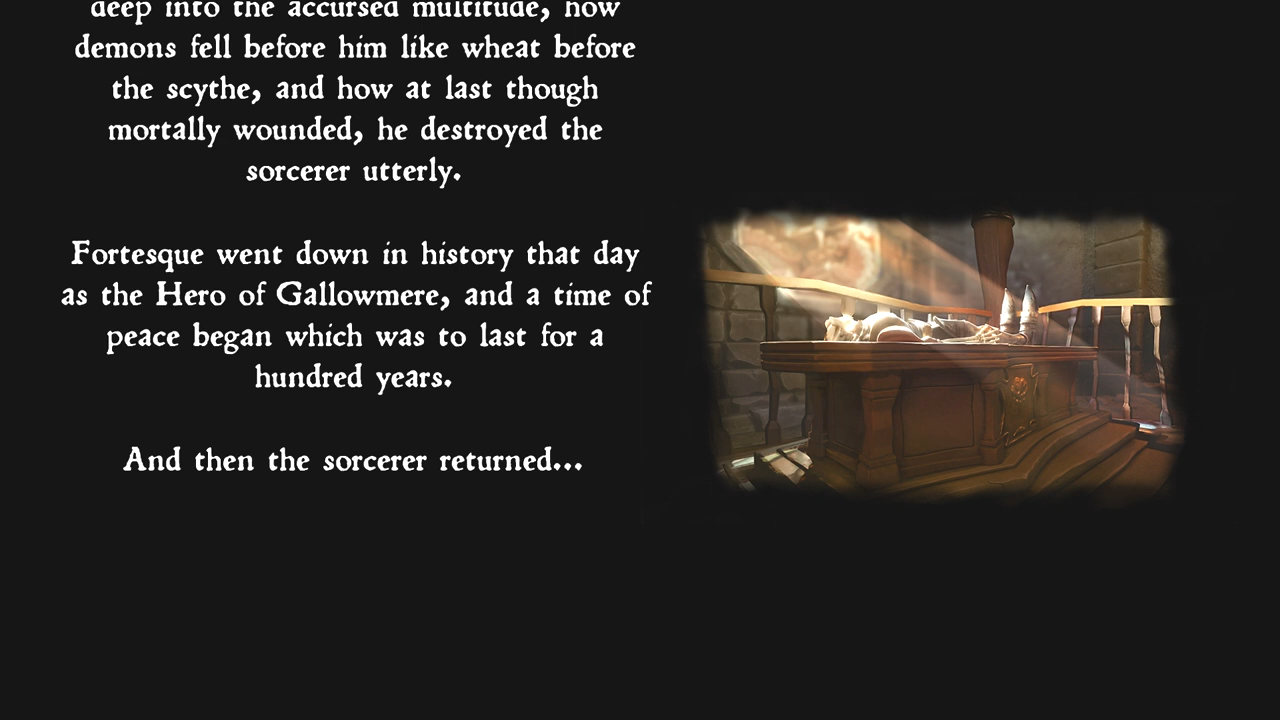 deep into the accursed multitude, how
demons fell before him like wheat before
the scythe, and how at last though
mortally wounded, he destroyed the
sorcerer utterly.
Fortesque went down in history that day
as the Hero of Gallowmere, and a time of
peace began which was to last for a
hundred years.
And then the sorcerer returned...